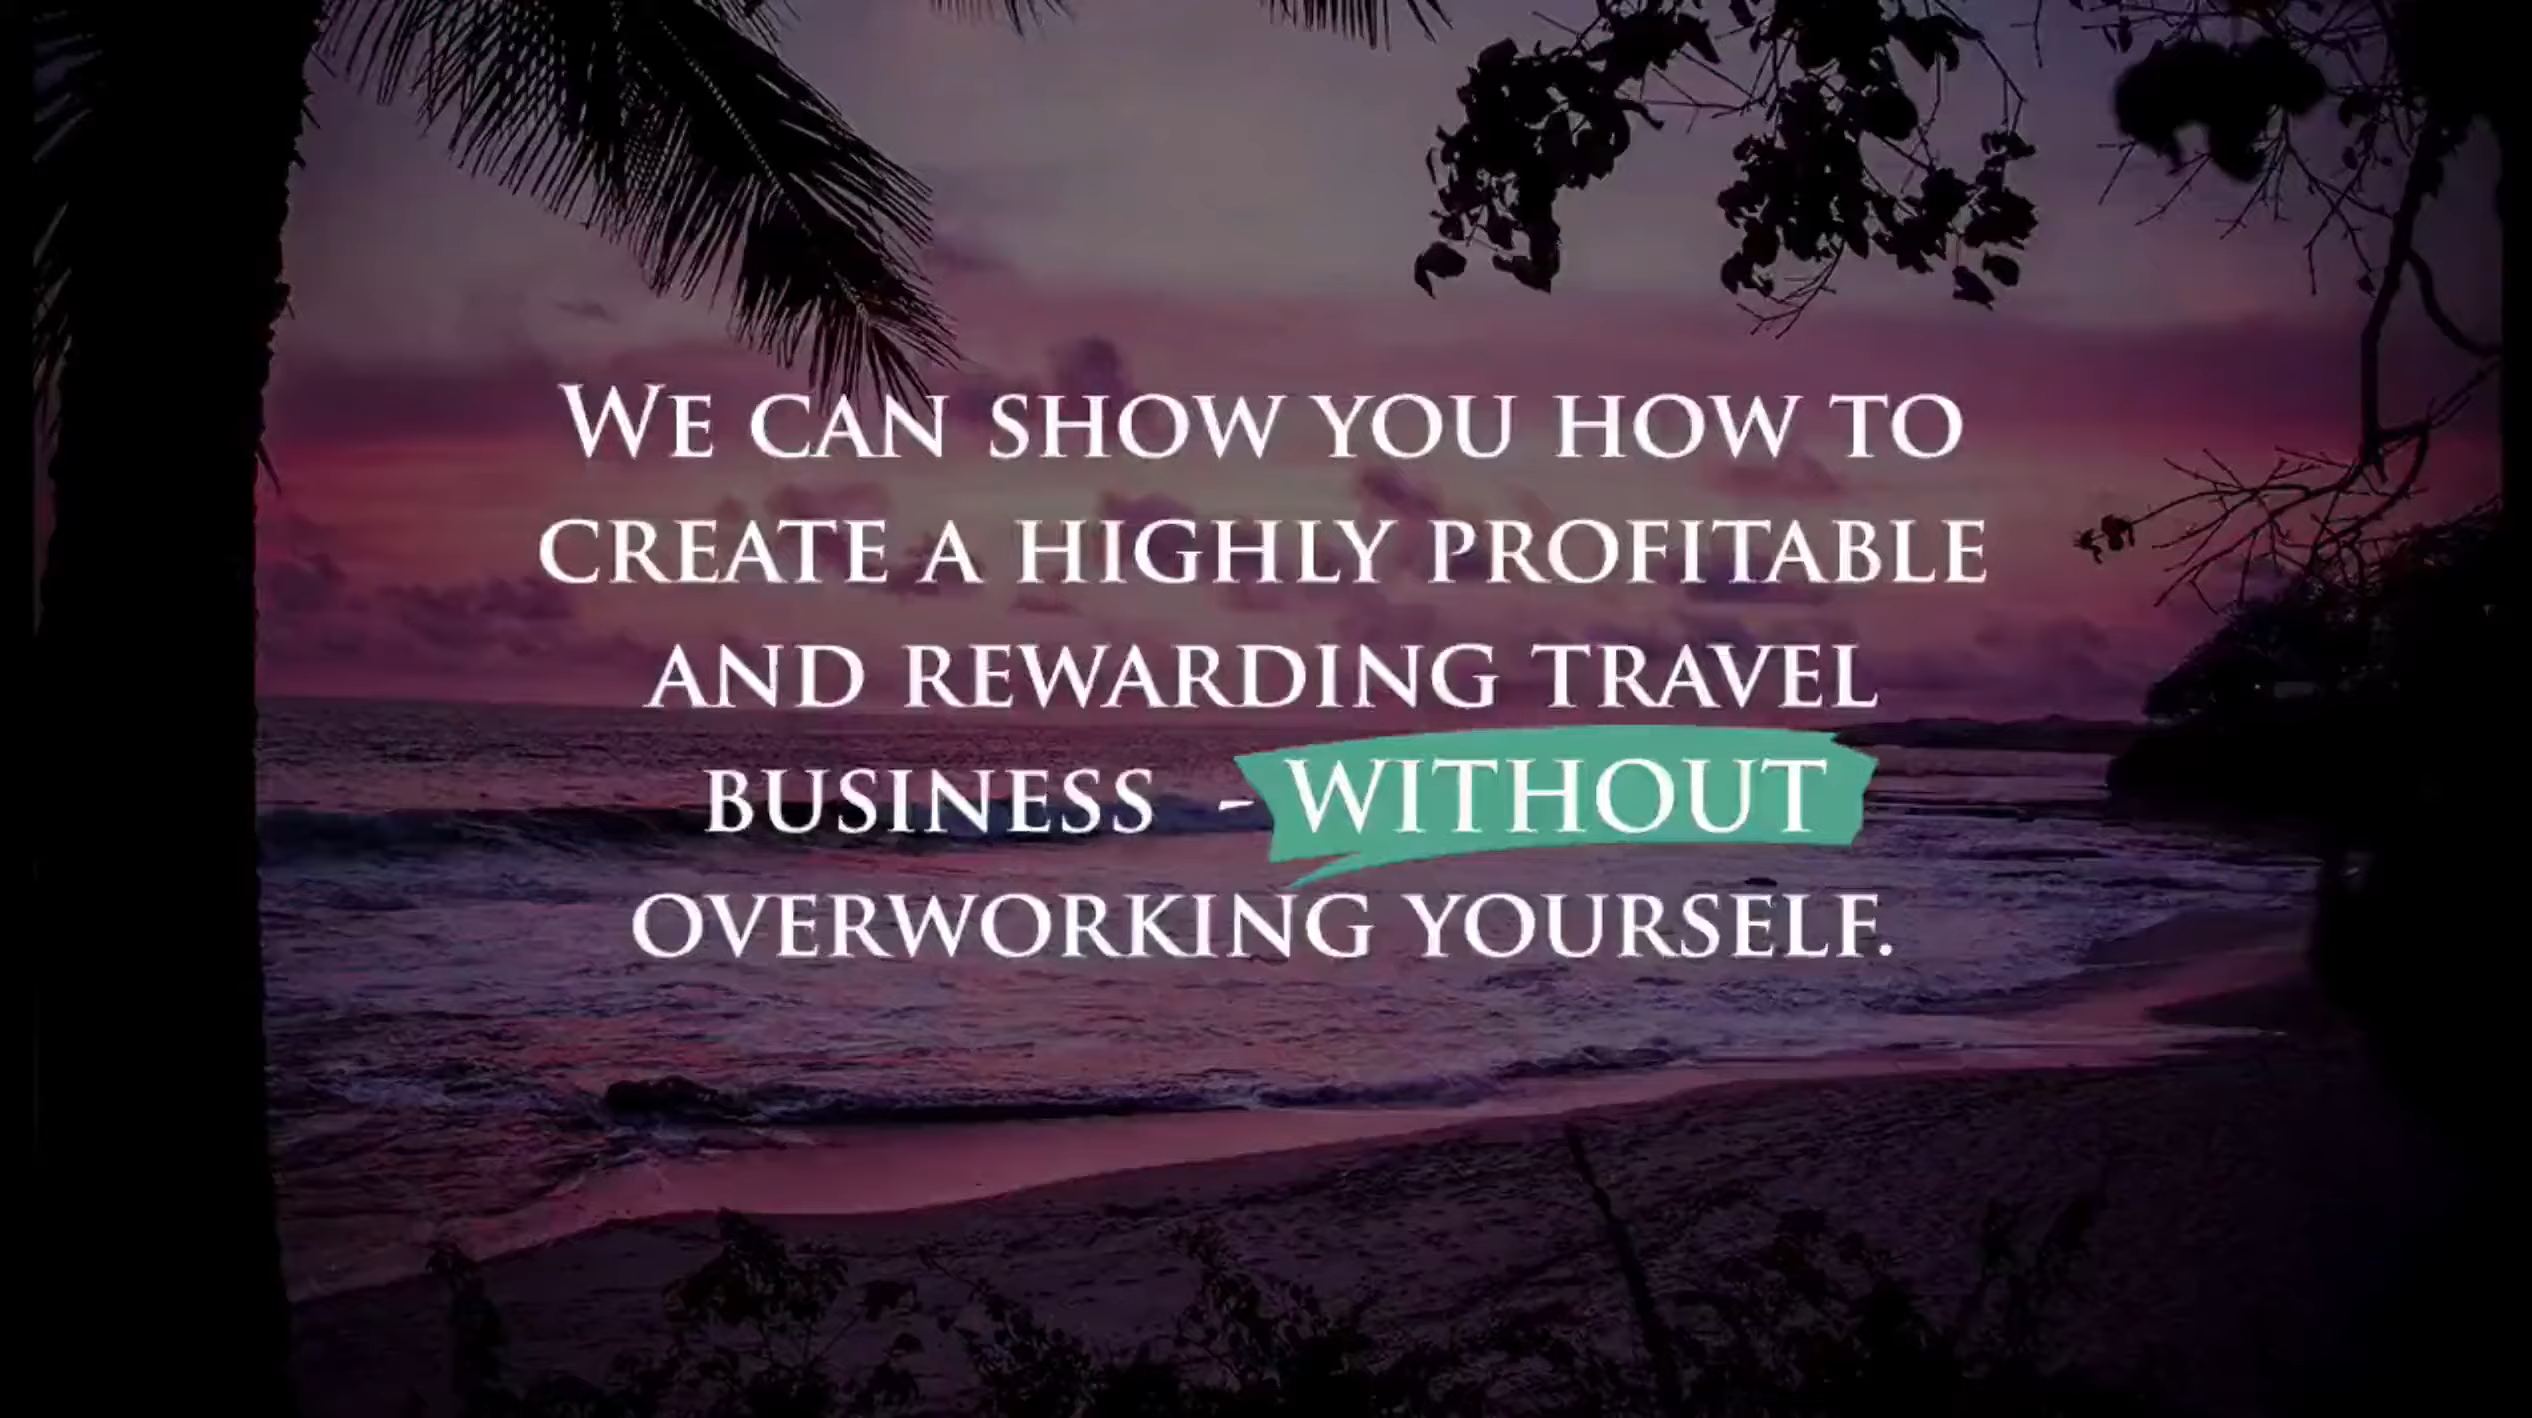 We can show you how to
create a highly profitable
and rewarding travel
business - without
overworking yourself.